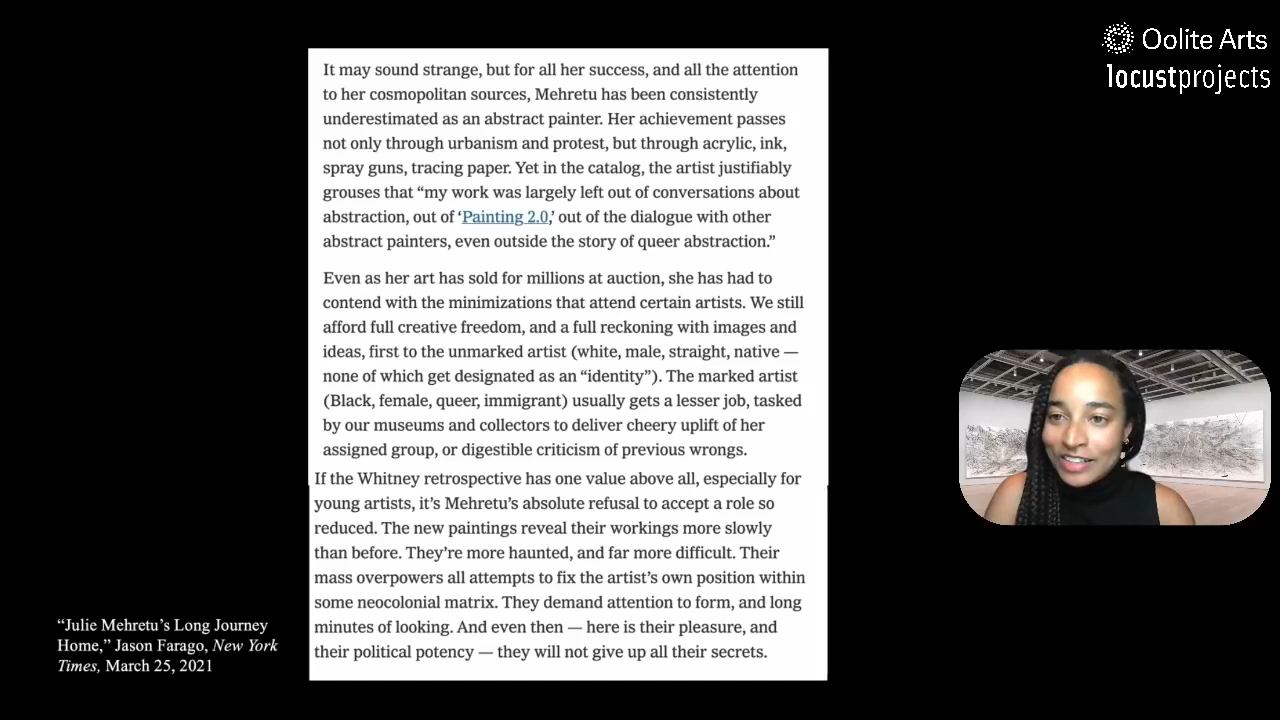 Oolite Arts
locustprojects
It may sound strange, but for all her success, and all the attention
to her cosmopolitan sources, Mehretu has been consistently
underestimated as an abstract painter. Her achievement passes
not only through urbanism and protest, but through acrylic, ink,
spray guns, tracing paper. Yet in the catalog, the artist justifiably
grouses that “my work was largely left out of conversations about
abstraction, out of ‘Painting 2.0,’ out of the dialogue with other
abstract painters, even outside the story of queer abstraction.”
Even as her art has sold for millions at auction, she has had to
contend with the minimizations that attend certain artists. We still
afford full creative freedom, and a full reckoning with images and
ideas, first to the unmarked artist (white, male, straight, native —
none of which get designated as an “identity”). The marked artist
(Black, female, queer, immigrant) usually gets a lesser job, tasked
by our museums and collectors to deliver cheery uplift of her
assigned group, or digestible criticism of previous wrongs.
If the Whitney retrospective has one value above all, especially for
young artists, it’s Mehretu’s absolute refusal to accept a role so
reduced. The new paintings reveal their workings more slowly
than before. They’re more haunted, and far more difficult. Their
mass overpowers all attempts to fix the artist’s own position within
some neocolonial matrix. They demand attention to form, and long
minutes of looking. And even then — here is their pleasure, and
their political potency — they will not give up all their secrets.
“Julie Mehretu’s Long Journey
Home,” Jason Farago, New York
Times, March 25, 2021